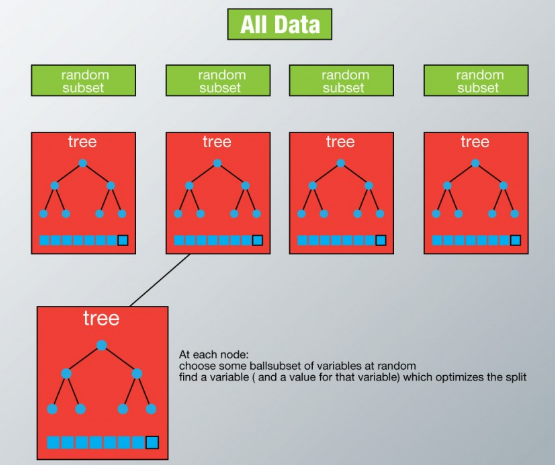 All Data
random
subset
random
subset
random
subset
random
subset
tree
tree
tree
tree
tree
At each node:
choose some ballsubset of variables at random
find a variable ( and a value for that variable) which optimizes the split